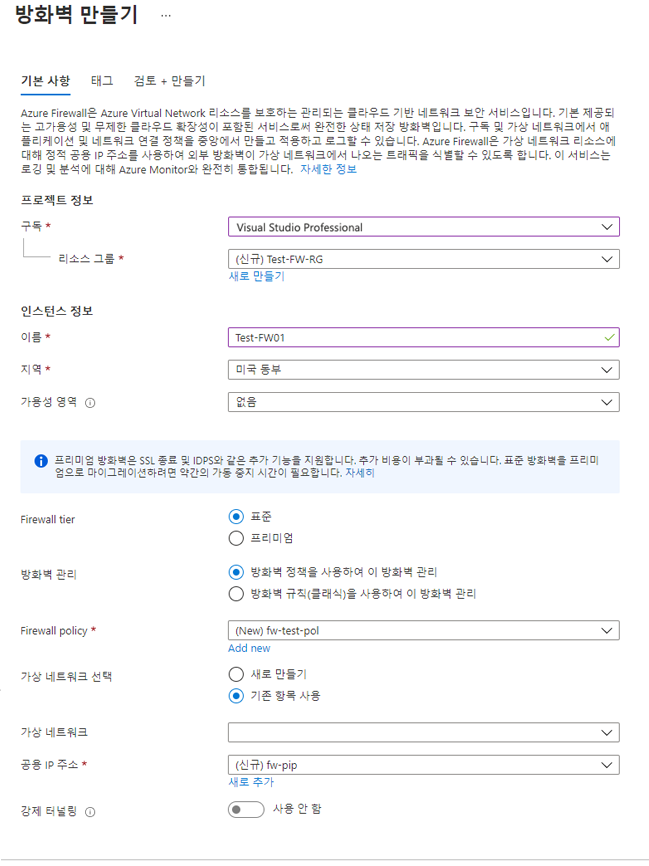 방화벽 만들기 ...
기본 사항 태그 검토 + 만들기
Azure Firewall은 Azure Virtual Network 리소스를 보호하는 관리되는 클라우드 기반 네트워크 보안 서비스입니다. 기본 제공되
는 고가용성 및 무제한 클라우드 확장성이 포함된 서비스로써 완전한 상태 저장 방화벽입니다. 구독 및 가상 네트워크에서 애
플리케이션 및 네트워크 연결 정책을 중앙에서 만들고 적용하고 로그할 수 있습니다. Azure Firewall은 가상 네트워크 리소스에
대해 정적 공용 IP 주소를 사용하여 외부 방화벽이 가상 네트워크에서 나오는 트래픽을 식별할 수 있도록 합니다. 이 서비스는
로깅 및 분석에 대해 Azure Monitor와 완전히 통합됩니다. 자세한 정보
프로젝트 정보
구독 * Visual Studio Professional
리소스 그룹 * (신규) Test-FW-RG
새로 만들기
인스턴스 정보
이름 * Test-FW01
지역 * 미국 동부
가용성 영역 없음
프리미엄 방화벽은 SSL 종료 및 IDPS와 같은 추가 기능을 지원합니다. 추가 비용이 부과될 수 있습니다. 표준 방화벽을 프리미
엄으로 마이그레이션하려면 약간의 가동 중지 시간이 필요합니다. 자세히
Firewall tier 표준
프리미엄
방화벽 관리 방화벽 정책을 사용하여 이 방화벽 관리
방화벽 규칙(클래식)을 사용하여 이 방화벽 관리
Firewall policy * (New) fw-test-pol
Add new
가상 네트워크 선택 새로 만들기
기존 항목 사용
가상 네트워크
공용 IP 주소 * (신규) fw-pip
새로 추가
강제 터널링 사용 안 함